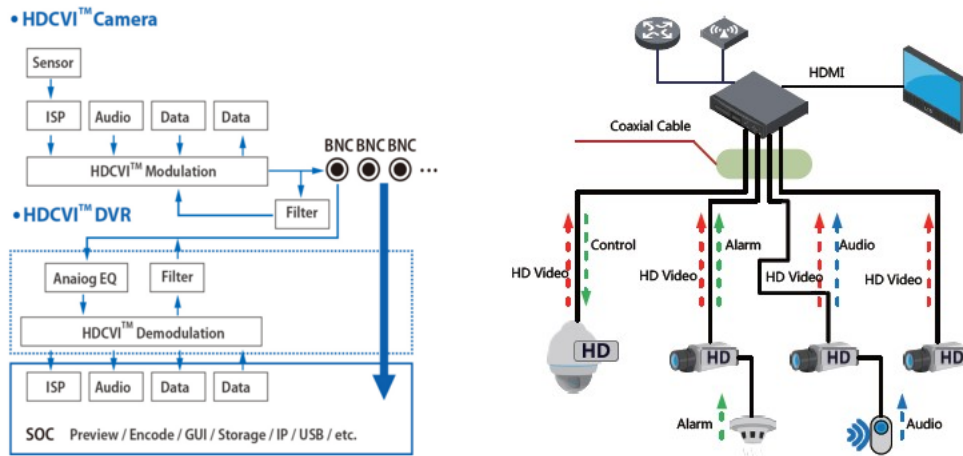 • HDCVI™ Camera
Sensor
ISP Audio Data Data
BNC BNC BNC
HDCVI™ Modulation
...
Filter
• HDCVI™ DVR
Anaiog EQ Filter
HDCVI™ Demodulation
ISP Audio Data Data
SOC Preview / Encode / GUI / Storage / IP / USB / etc.
HDMI
Coaxial Cable
Control Alarm Audio
HD Video HD Video HD Video HD Video
HD HD HD HD
Alarm Audio